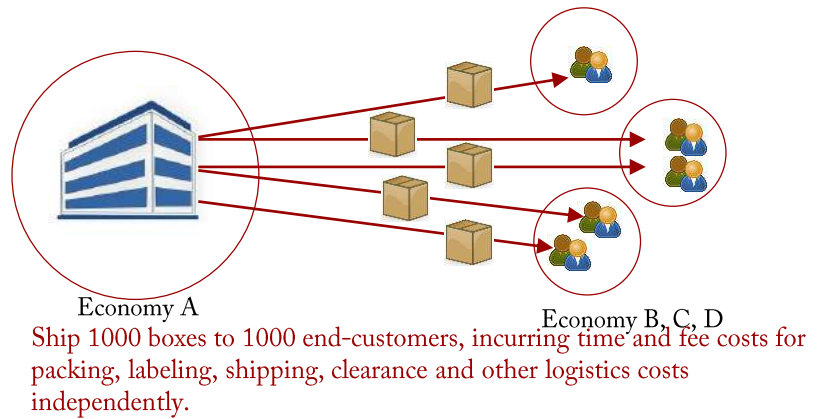 Economy A
Economy B, C, D
Ship 1000 boxes to 1000 end-customers, incurring time and fee costs for
packing, labeling, shipping, clearance and other logistics costs
independently.